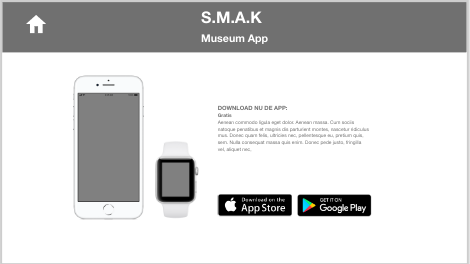 S.M.A.K
Museum App
DOWNLOAD NU DE APP:
Gratis
Aenean commodo ligula eget dolor. Aenean massa. Cum sociis
natoque penatibus et magnis dis parturient montes, nascetur ridiculus
mus. Donec quam felis, ultricies nec, pellentesque eu, pretium quis,
sem. Nulla consequat massa quis enim. Donec pede justo, fringilla
vel, aliquet nec.
Download on the
App Store
GET IT ON
Google Play